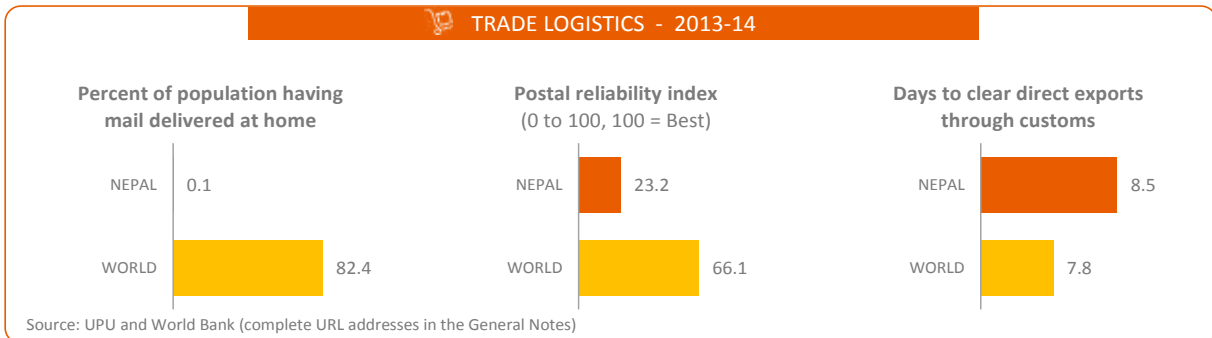 TRADE LOGISTICS - 2013-14
Percent of population having
mail delivered at home
NEPAL 0.1
WORLD 82.4
Postal reliability index
(0 to 100, 100 = Best)
NEPAL 23.2
WORLD 66.1
Days to clear direct exports
through customs
NEPAL 8.5
WORLD 7.8
Source: UPU and World Bank (complete URL addresses in the General Notes)